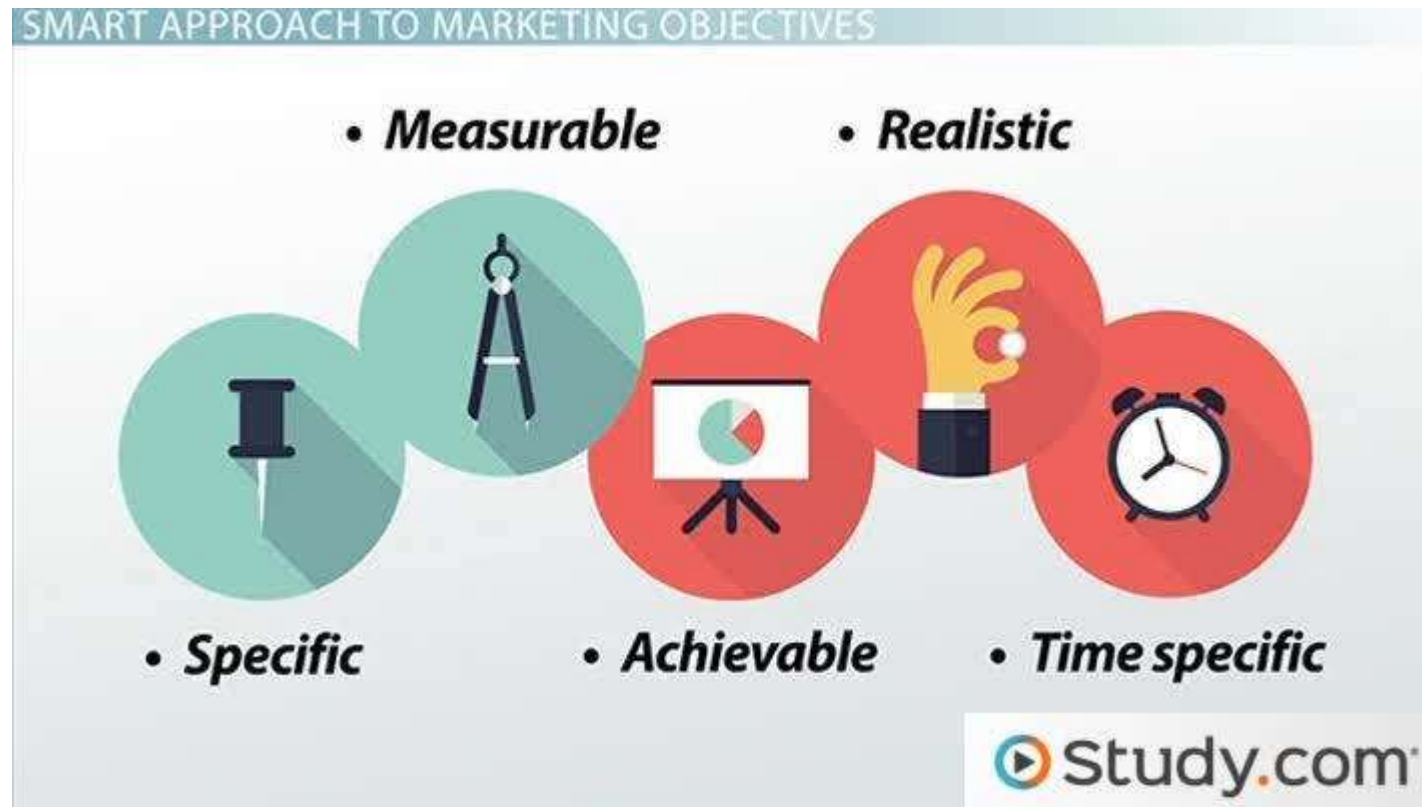 SMART APPROACH TO MARKETING OBJECTIVES
• Measurable
• Realistic
• Specific
• Achievable
• Time specific
Study.com